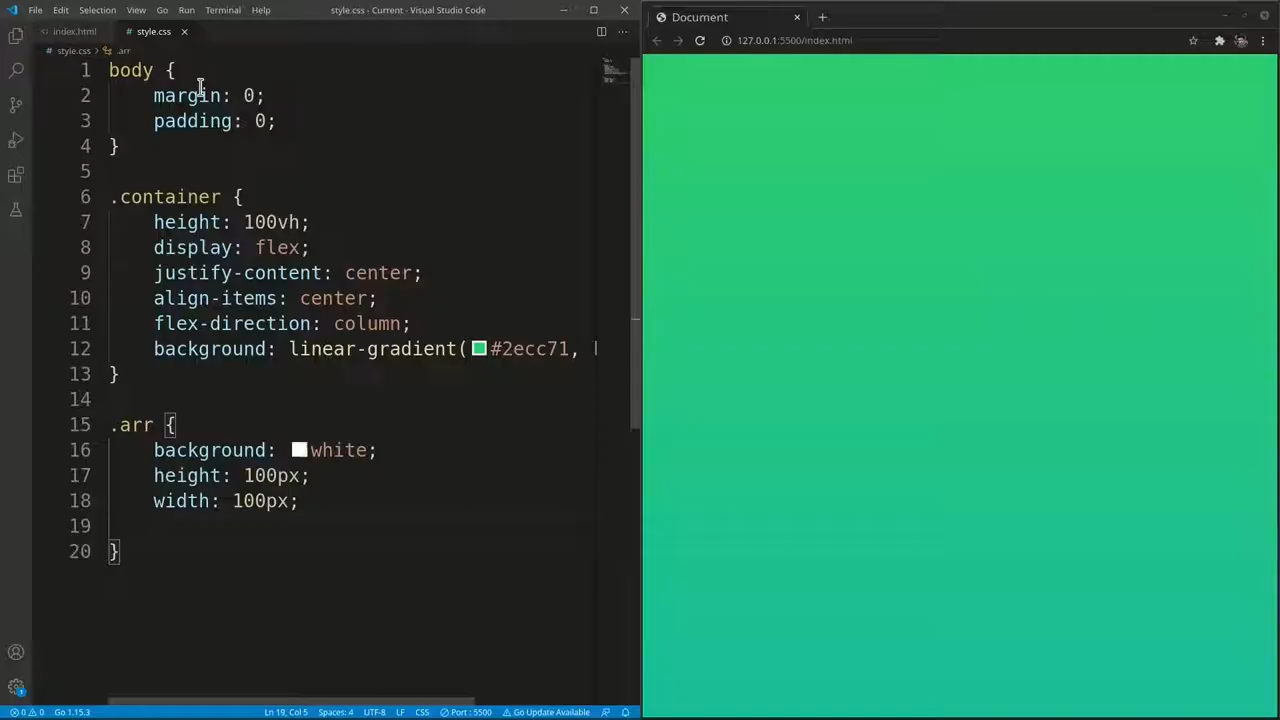 File Edit Selection View Go Run Terminal Help style.css - Current - Visual Studio Code
index.html style.css
style.css > .arr
1 body {
2 margin: 0;
3 padding: 0;
4 }
5
6 .container {
7 height: 100vh;
8 display: flex;
9 justify-content: center;
10 align-items: center;
11 flex-direction: column;
12 background: linear-gradient( #2ecc71,
13 }
14
15 .arr {
16 background: white;
17 height: 100px;
18 width: 100px;
19
20 }
0 0 Go 1.15.3 Ln 19, Col 5 Spaces: 4 UTF-8 LF CSS Port : 5500 Go Update Available
Document
127.0.0.1:5500/index.html